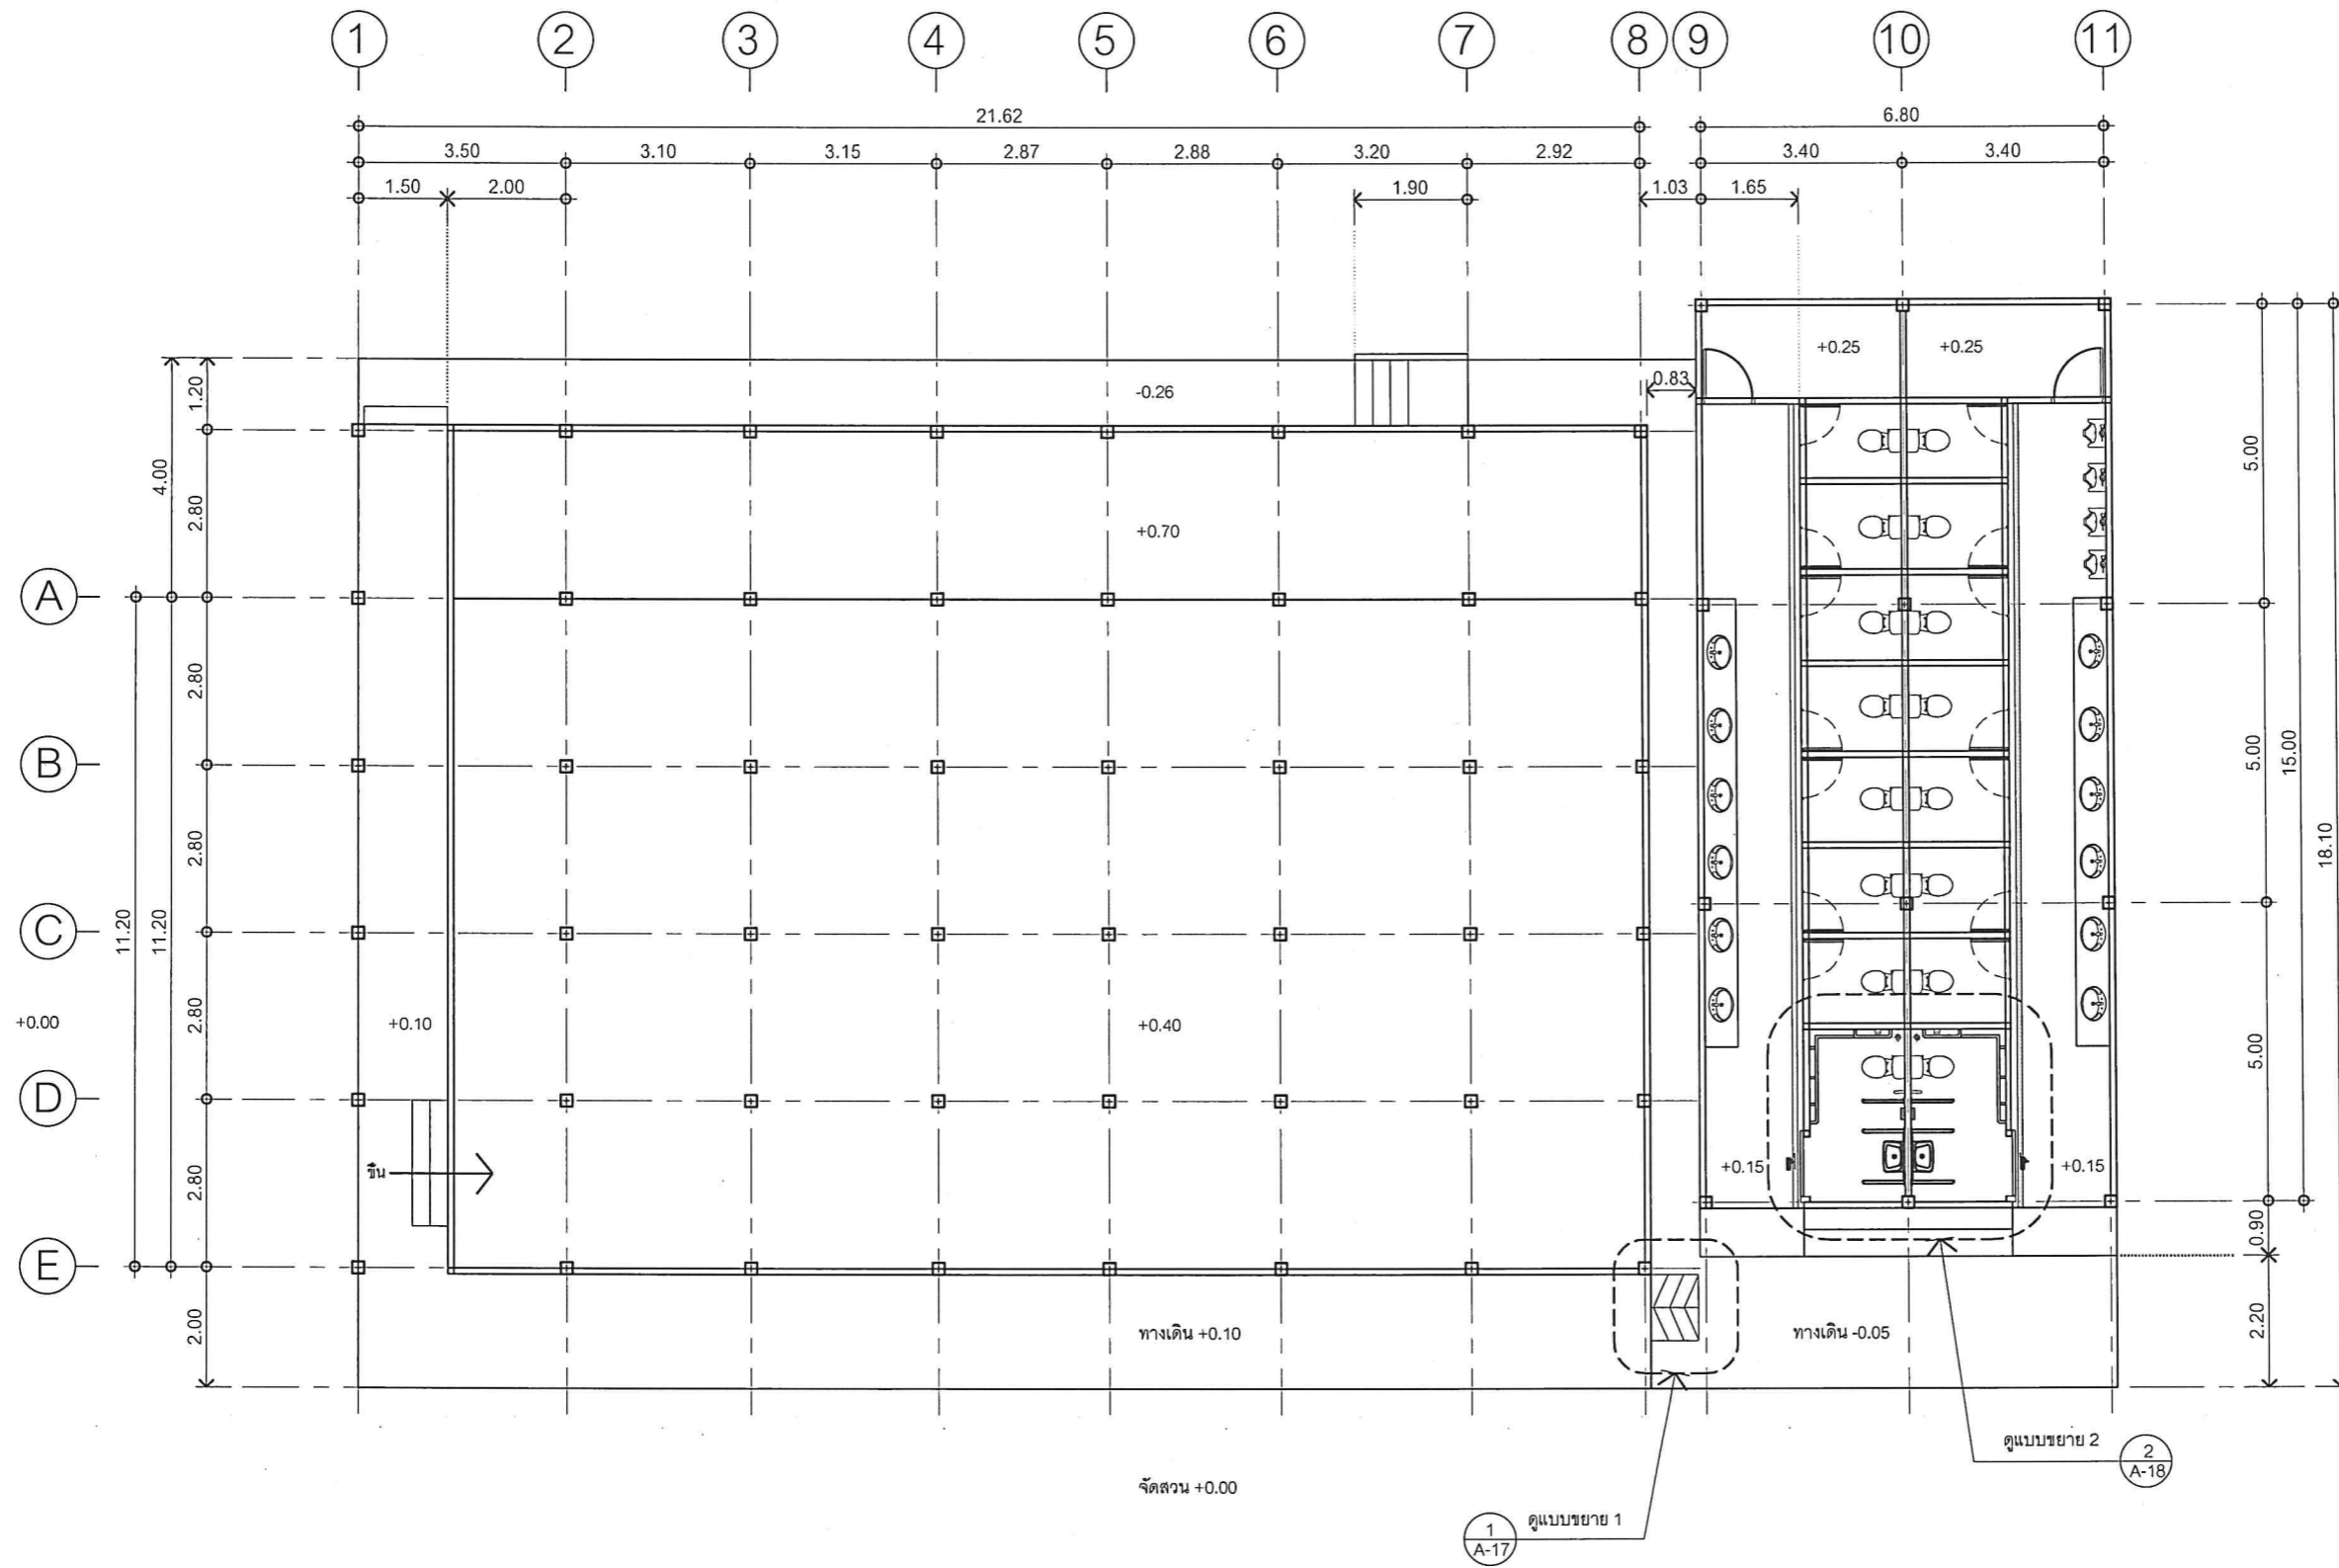 1 2 3 4 5 6 7 8 9 10 11
21.62 6.80
3.50 3.10 3.15 2.87 2.88 3.20 2.92 3.40 3.40
1.50 2.00 1.90 1.03 1.65
+0.25 +0.25
1.20 -0.26 0.83
4.00 5.00
2.80 +0.70
A
2.80
B 5.00 15.00
2.80 18.10
C
11.20 11.20
2.80
+0.00 +0.10 +0.40 5.00
D
2.80 ขึ้น +0.15 +0.15
0.90
E
2.00 ทางเดิน +0.10 ทางเดิน -0.05 2.20
ดูแบบขยาย 2 2
A-18
จัดสวน +0.00
1 ดูแบบขยาย 1
A-17